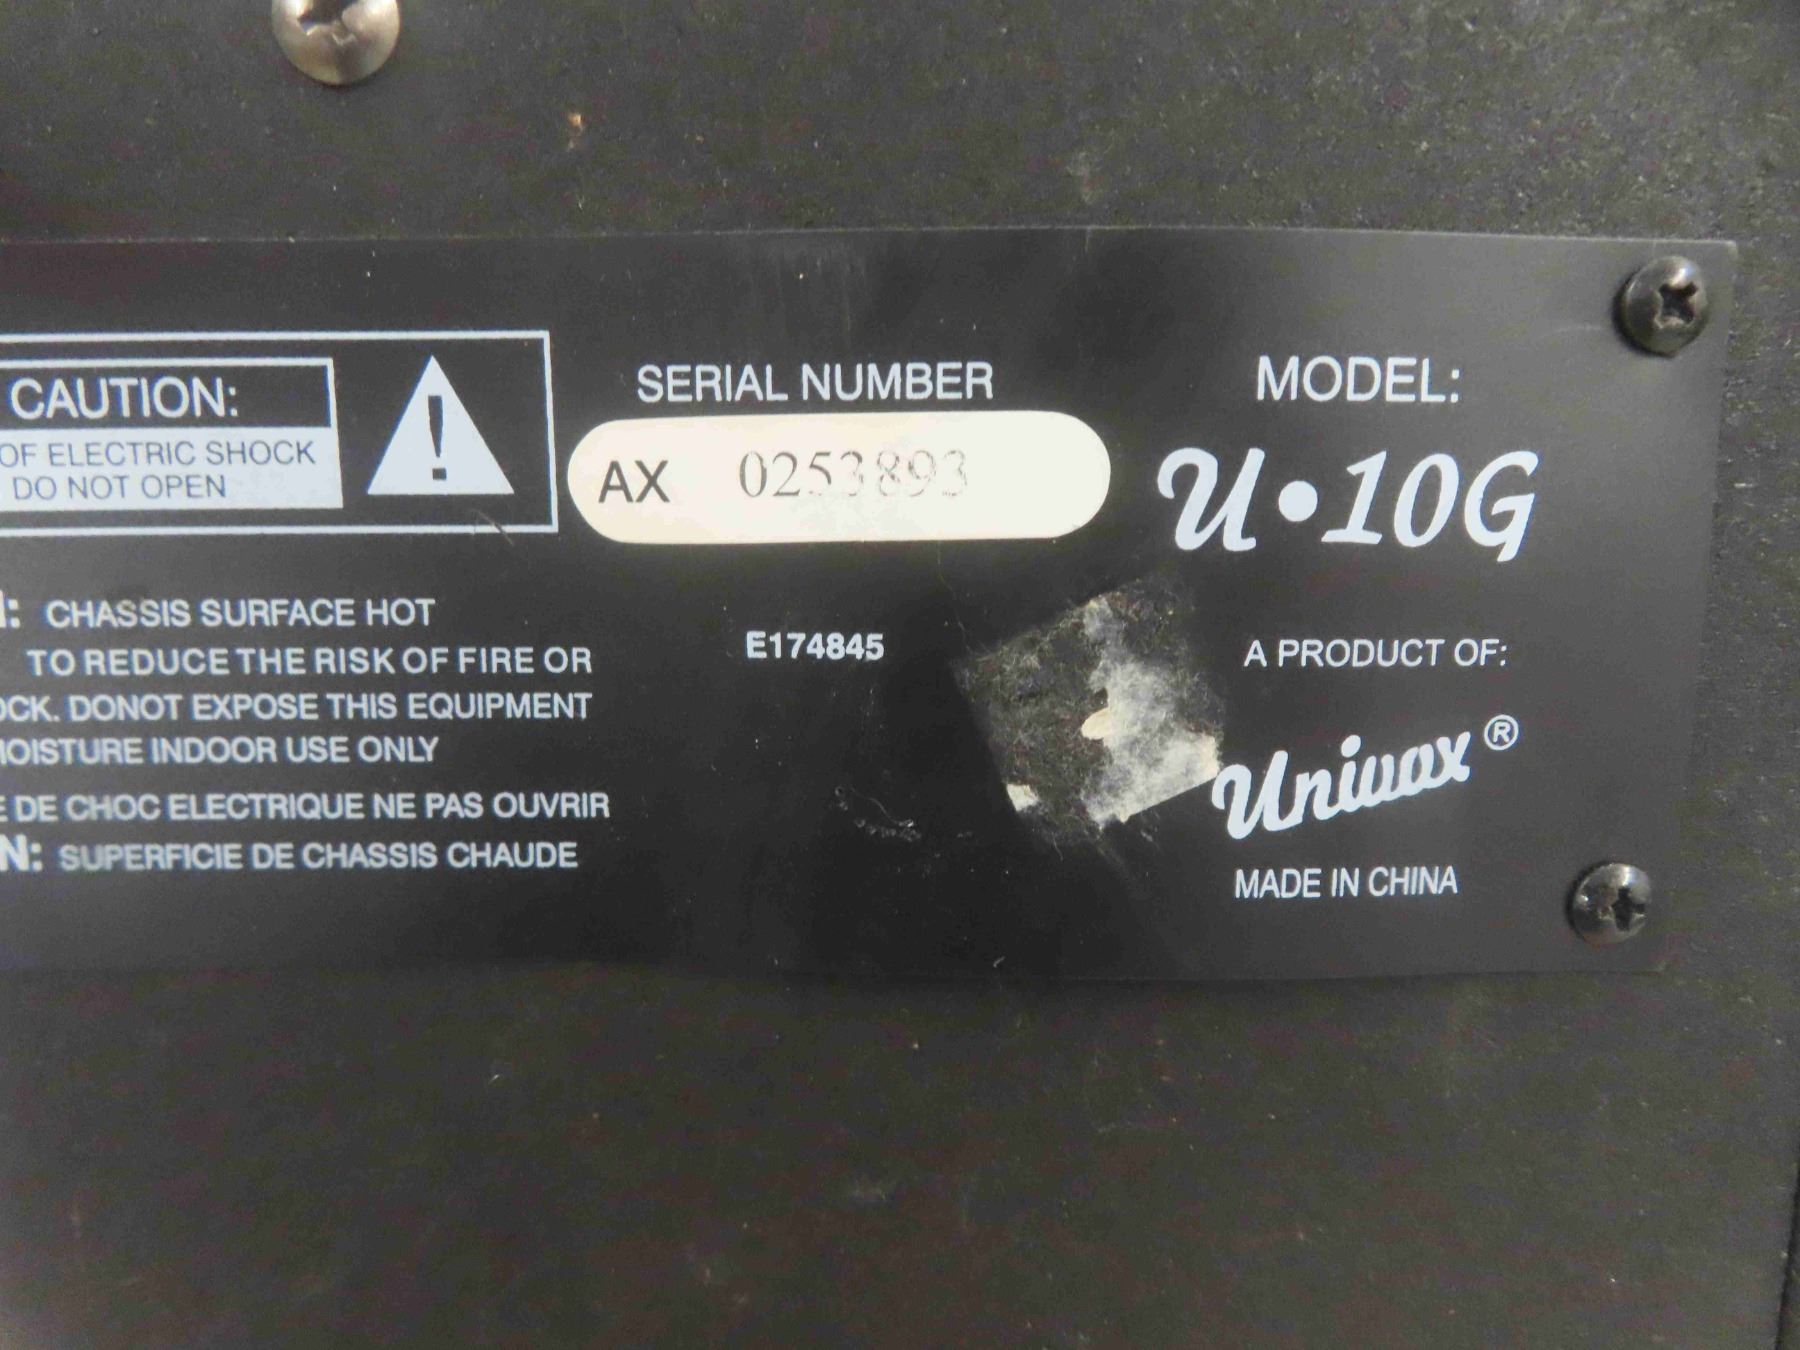 CAUTION:
OF ELECTRIC SHOCK
DO NOT OPEN
SERIAL NUMBER
AX 0253893
MODEL:
U•10G
CHASSIS SURFACE HOT
TO REDUCE THE RISK OF FIRE OR
OCK. DONOT EXPOSE THIS EQUIPMENT
MOISTURE INDOOR USE ONLY
E DE CHOC ELECTRIQUE NE PAS OUVRIR
N: SUPERFICIE DE CHASSIS CHAUDE
E174845
A PRODUCT OF:
Univox ®
MADE IN CHINA